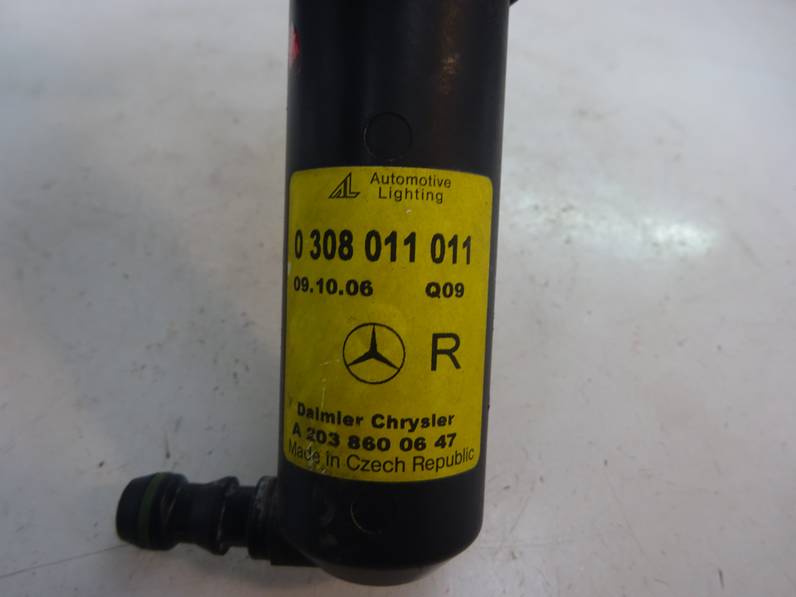 AL Automotive
Lighting
0 308 011 011
09.10.06 Q09
R
Daimler Chrysler
A 203 860 06 47
Made in Czech Republic